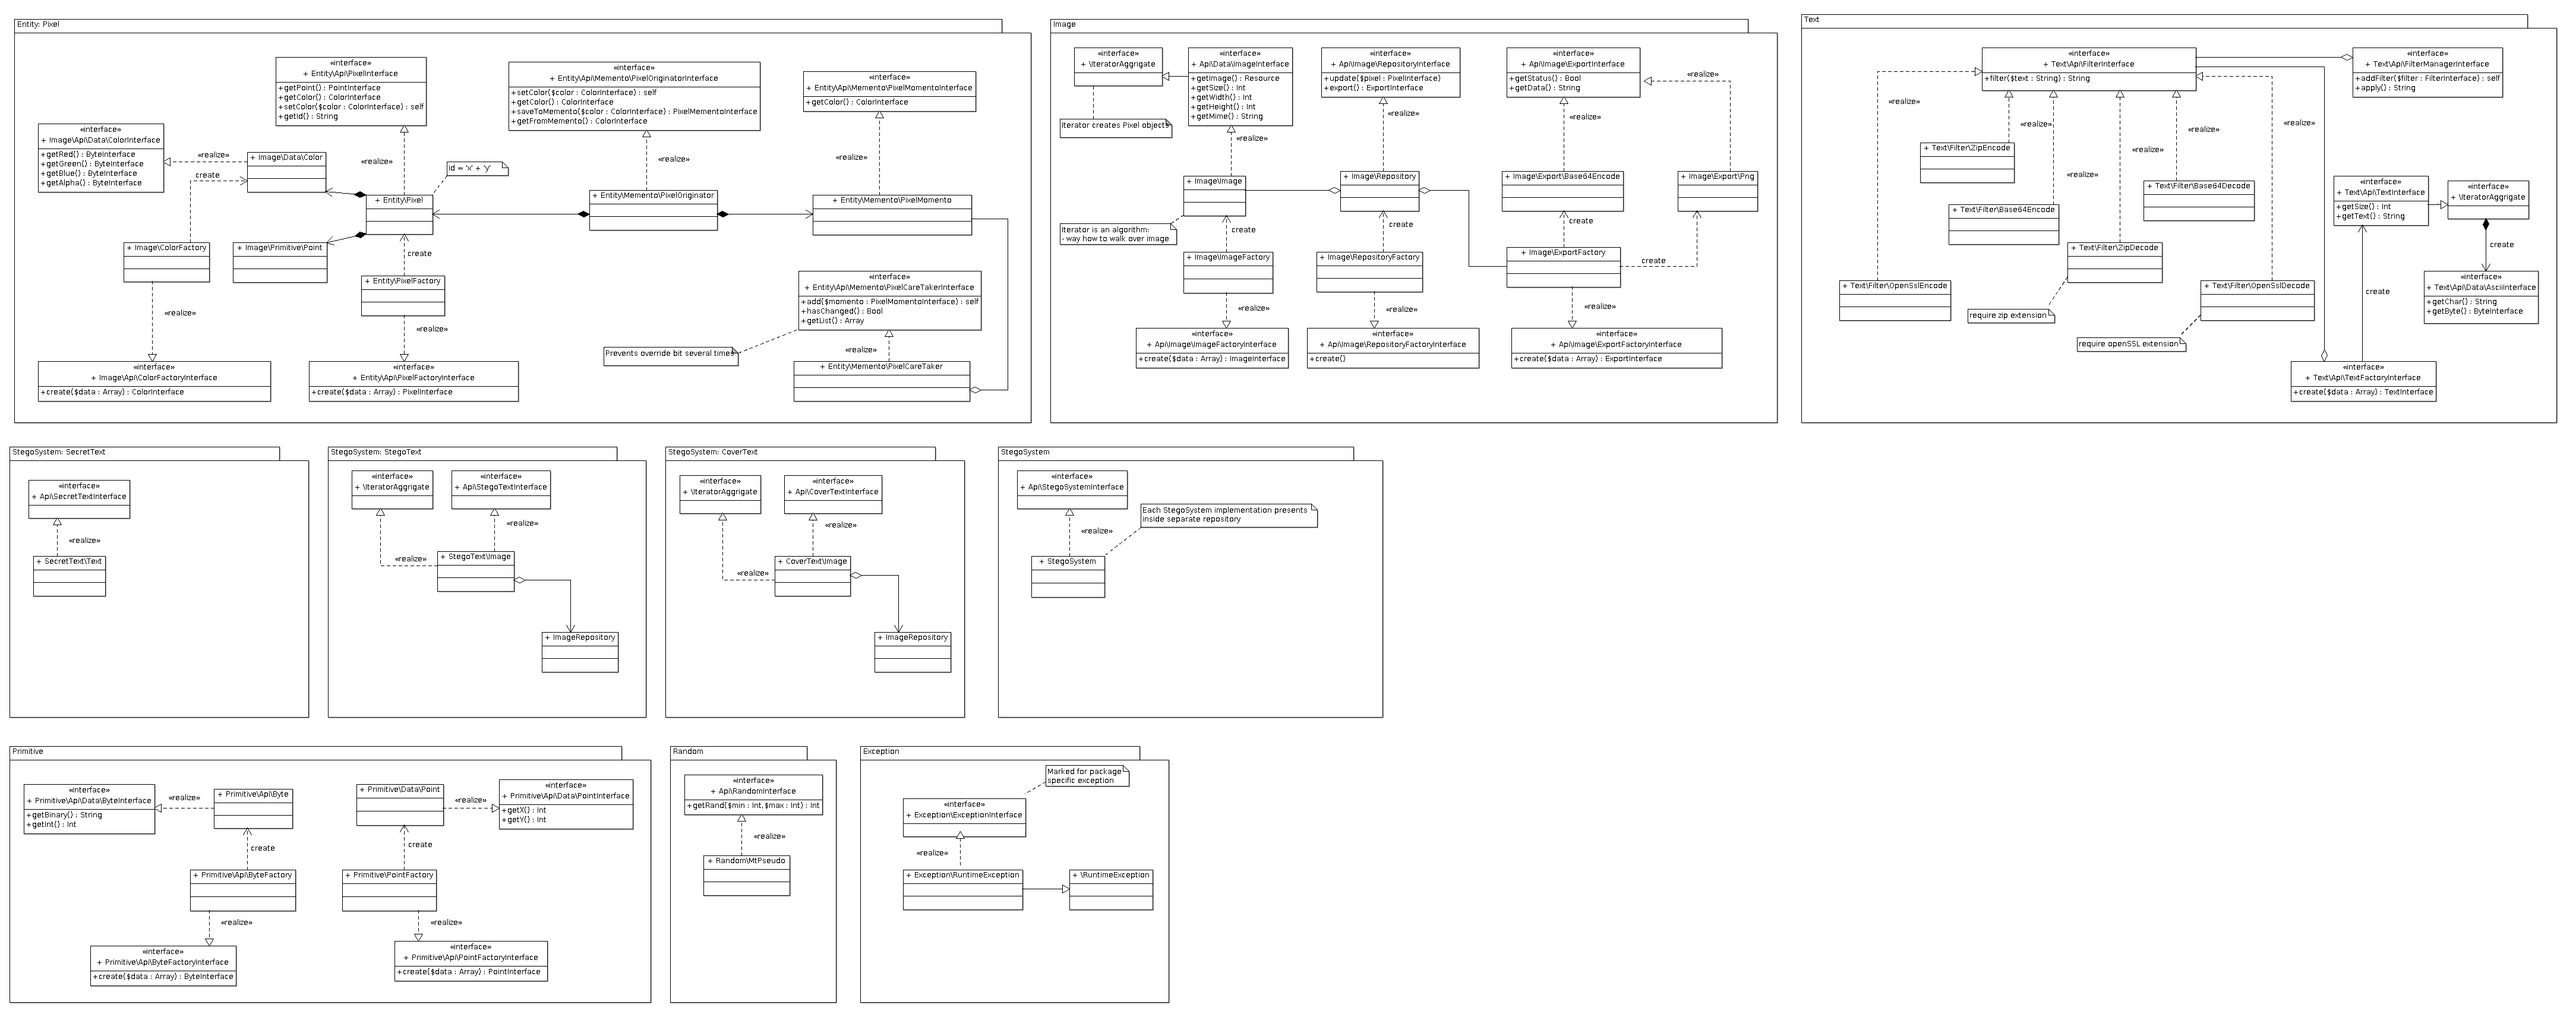 Entity: Pixel
«interface»
+ Entity\Api\PixelInterface
+getPoint() : PointInterface
+getColor() : ColorInterface
+setColor($color : ColorInterface) : self
+getId() : String
«interface»
+ Entity\Api\Memento\PixelOriginatorInterface
+setColor($color : ColorInterface) : self
+getColor() : ColorInterface
+saveToMemento($color : ColorInterface) : PixelMementoInterface
+getFromMemento() : ColorInterface
«interface»
+ Entity\Api\Memento\PixelMomentoInterface
+getColor() : ColorInterface
«interface»
+ Image\Api\Data\ColorInterface
+getRed() : ByteInterface
+getGreen() : ByteInterface
+getBlue() : ByteInterface
+getAlpha() : ByteInterface
«realize»
+ Image\Data\Color
create
«realize»
id = 'x' + 'y'
«realize»
«realize»
+ Entity\Pixel
+ Entity\Memento\PixelOriginator
+ Entity\Memento\PixelMomento
+ Image\ColorFactory
+ Image\Primitive\Point
create
+ Entity\PixelFactory
«interface»
+ Entity\Api\Memento\PixelCareTakerInterface
+add($momento : PixelMomentoInterface) : self
+hasChanged() : Bool
+getList() : Array
«realize»
«realize»
Prevents override bit several times
«realize»
«interface»
+ Image\Api\ColorFactoryInterface
+create($data : Array) : ColorInterface
«interface»
+ Entity\Api\PixelFactoryInterface
+create($data : Array) : PixelInterface
+ Entity\Memento\PixelCareTaker
Image
«interface»
+ \IteratorAggregate
«interface»
+ Api\Data\ImageInterface
+getImage() : Resource
+getSize() : Int
+getWidth() : Int
+getHeight() : Int
+getMime() : String
«interface»
+ Api\Image\RepositoryInterface
+update($pixel : PixelInterface)
+export() : ExportInterface
«interface»
+ Api\Image\ExportInterface
+getStatus() : Bool
+getData() : String
«realize»
Iterator creates Pixel objects
«realize»
«realize»
«realize»
+ Image\Image
+ Image\Repository
+ Image\Export\Base64Encode
+ Image\Export\Png
Iterator is an algorithm:
- way how to walk over image
create
create
create
+ Image\ImageFactory
+ Image\RepositoryFactory
+ Image\ExportFactory
create
«realize»
«realize»
«realize»
«interface»
+ Api\Image\ImageFactoryInterface
+create($data : Array) : ImageInterface
«interface»
+ Api\Image\RepositoryFactoryInterface
+create()
«interface»
+ Api\Image\ExportFactoryInterface
+create($data : Array) : ExportInterface
Text
«interface»
+ Text\Api\FilterInterface
+filter($text : String) : String
«interface»
+ Text\Api\FilterManagerInterface
+addFilter($filter : FilterInterface) : self
+apply() : String
«realize»
«realize»
«realize»
«realize»
«realize»
«realize»
+ Text\Filter\ZipEncode
+ Text\Filter\Base64Decode
+ Text\Filter\Base64Encode
+ Text\Filter\ZipDecode
+ Text\Filter\OpenSslEncode
+ Text\Filter\OpenSslDecode
require zip extension
require openSSL extension
«interface»
+ Text\Api\TextInterface
+getSize() : Int
+getText() : String
«interface»
+ \IteratorAggregate
create
«interface»
+ Text\Api\Data\AsciiInterface
+getChar() : String
+getByte() : ByteInterface
create
«interface»
+ Text\Api\TextFactoryInterface
+create($data : Array) : TextInterface
StegoSystem: SecretText
«interface»
+ Api\SecretTextInterface
«realize»
+ SecretText\Text
StegoSystem: StegoText
«interface»
+ \IteratorAggrigate
«interface»
+ Api\StegoTextInterface
«realize»
«realize»
+ StegoText\Image
+ ImageRepository
StegoSystem: CoverText
«interface»
+ \IteratorAggregate
«interface»
+ Api\CoverTextInterface
«realize»
«realize»
+ CoverText\Image
+ ImageRepository
StegoSystem
«interface»
+ Api\StegoSystemInterface
Each StegoSystem implementation presents
inside separate repository
«realize»
+ StegoSystem
Primitive
«interface»
+ Primitive\Api\Data\ByteInterface
+getBinary() : String
+getInt() : Int
«realize»
+ Primitive\Api\Byte
+ Primitive\Data\Point
«realize»
«interface»
+ Primitive\Api\Data\PointInterface
+getX() : Int
+getY() : Int
create
create
+ Primitive\Api\ByteFactory
+ Primitive\PointFactory
«realize»
«realize»
«interface»
+ Primitive\Api\ByteFactoryInterface
+create($data : Array) : ByteInterface
«interface»
+ Primitive\Api\PointFactoryInterface
+create($data : Array) : PointInterface
Random
«interface»
+ Api\RandomInterface
+getRand($min : Int, $max : Int) : Int
«realize»
+ Random\MtPseudo
Exception
Marked for package
specific exception
«interface»
+ Exception\ExceptionInterface
«realize»
+ Exception\RuntimeException
+ \RuntimeException